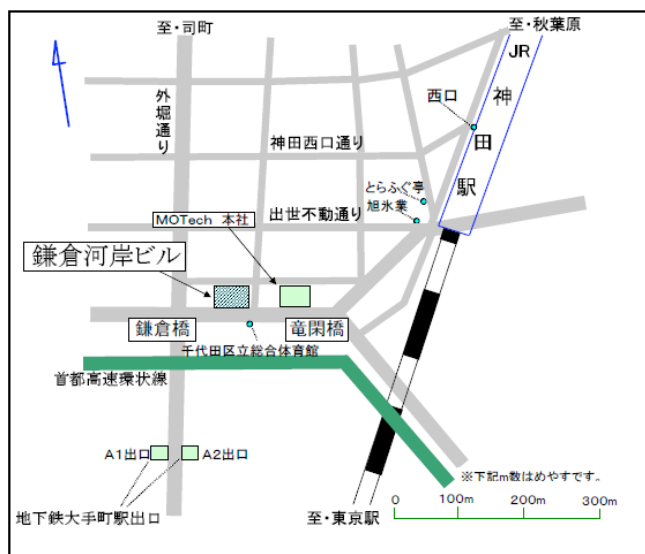 至・司町
至・秋葉原
JR
神田駅
西口
外堀通り
神田西口通り
とらふぐ亭
旭氷業
出世不動通り
MOTech 本社
鎌倉河岸ビル
鎌倉橋
竜閑橋
千代田区立総合体育館
首都高速環状線
A1出口
A2出口
地下鉄大手町駅出口
※下記m数はめやすです。
0 100m 200m 300m
至・東京駅